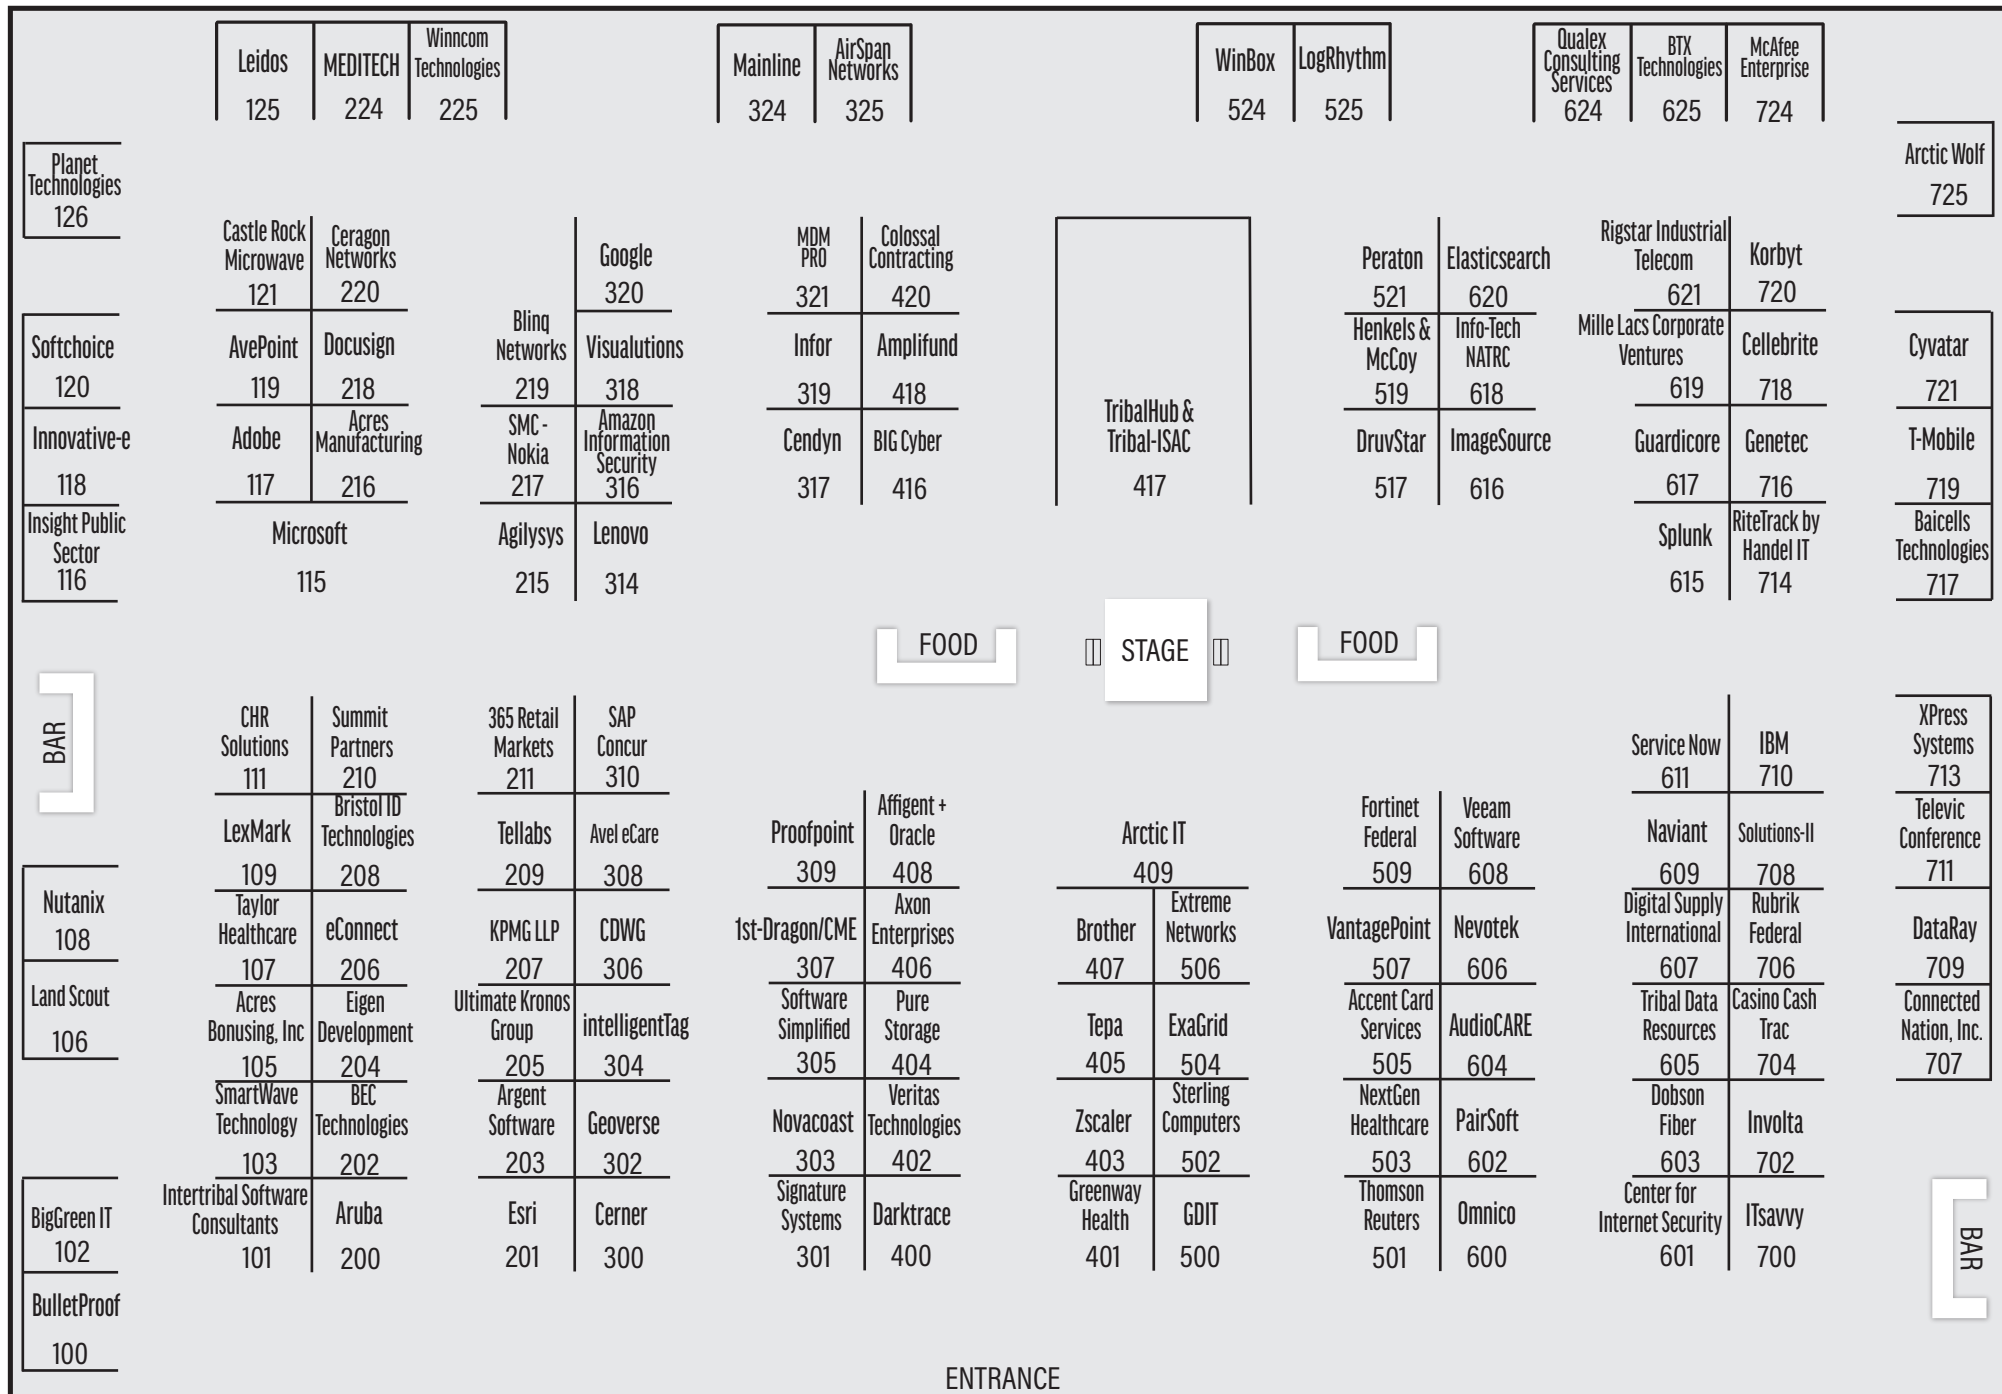 Leidos
125
MEDITECH
224
Winncom
Technologies
225
Mainline
324
AirSpan
Networks
325
WinBox
524
LogRhythm
525
Qualex
Consulting
Services
624
BTX
Technologies
625
McAfee
Enterprise
724
Planet
Technologies
126
Arctic Wolf
725
Castle Rock
Microwave
121
Ceragon
Networks
220
Google
320
MDM
PRO
321
Colossal
Contracting
420
Peraton
521
Elasticsearch
620
Rigstar Industrial
Telecom
621
Korbyt
720
Softchoice
120
AvePoint
119
Docusign
218
Blinq
Networks
219
Visualutions
318
Infor
319
Amplifund
418
Henkels &
McCoy
519
Info-Tech
NATRC
618
Mille Lacs Corporate
Ventures
619
Cellebrite
718
Cyvatar
721
Innovative-e
118
Adobe
117
Acres
Manufacturing
216
SMC -
Nokia
217
Amazon
Information
Security
316
Cendyn
317
BIG Cyber
416
TribalHub &
Tribal-ISAC
417
DruvStar
517
ImageSource
616
Guardicore
617
Genetec
716
T-Mobile
719
Insight Public
Sector
116
Microsoft
115
Agilysys
215
Lenovo
314
Splunk
615
RiteTrack by
Handel IT
714
Baicells
Technologies
717
FOOD
STAGE
FOOD
BAR
CHR
Solutions
111
Summit
Partners
210
365 Retail
Markets
211
SAP
Concur
310
Service Now
611
IBM
710
XPress
Systems
713
LexMark
109
Bristol ID
Technologies
208
Tellabs
209
Avel eCare
308
Proofpoint
309
Affigent +
Oracle
408
Arctic IT
409
Fortinet
Federal
509
Veeam
Software
608
Naviant
609
Solutions-II
708
Televic
Conference
711
Nutanix
108
Taylor
Healthcare
107
eConnect
206
KPMG LLP
207
CDWG
306
1st-Dragon/CME
307
Axon
Enterprises
406
Brother
407
Extreme
Networks
506
VantagePoint
507
Nevotek
606
Digital Supply
International
607
Rubrik
Federal
706
DataRay
709
Land Scout
106
Acres
Bonusing, Inc
105
Eigen
Development
204
Ultimate Kronos
Group
205
intelligentTag
304
Software
Simplified
305
Pure
Storage
404
Tepa
405
ExaGrid
504
Accent Card
Services
505
AudioCARE
604
Tribal Data
Resources
605
Casino Cash
Trac
704
Connected
Nation, Inc.
707
SmartWave
Technology
103
BEC
Technologies
202
Argent
Software
203
Geoverse
302
Novacoast
303
Veritas
Technologies
402
Zscaler
403
Sterling
Computers
502
NextGen
Healthcare
503
PairSoft
602
Dobson
Fiber
603
Involta
702
BigGreen IT
102
Intertribal Software
Consultants
101
Aruba
200
Esri
201
Cerner
300
Signature
Systems
301
Darktrace
400
Greenway
Health
401
GDIT
500
Thomson
Reuters
501
Omnico
600
Center for
Internet Security
601
ITsavvy
700
BAR
BulletProof
100
ENTRANCE